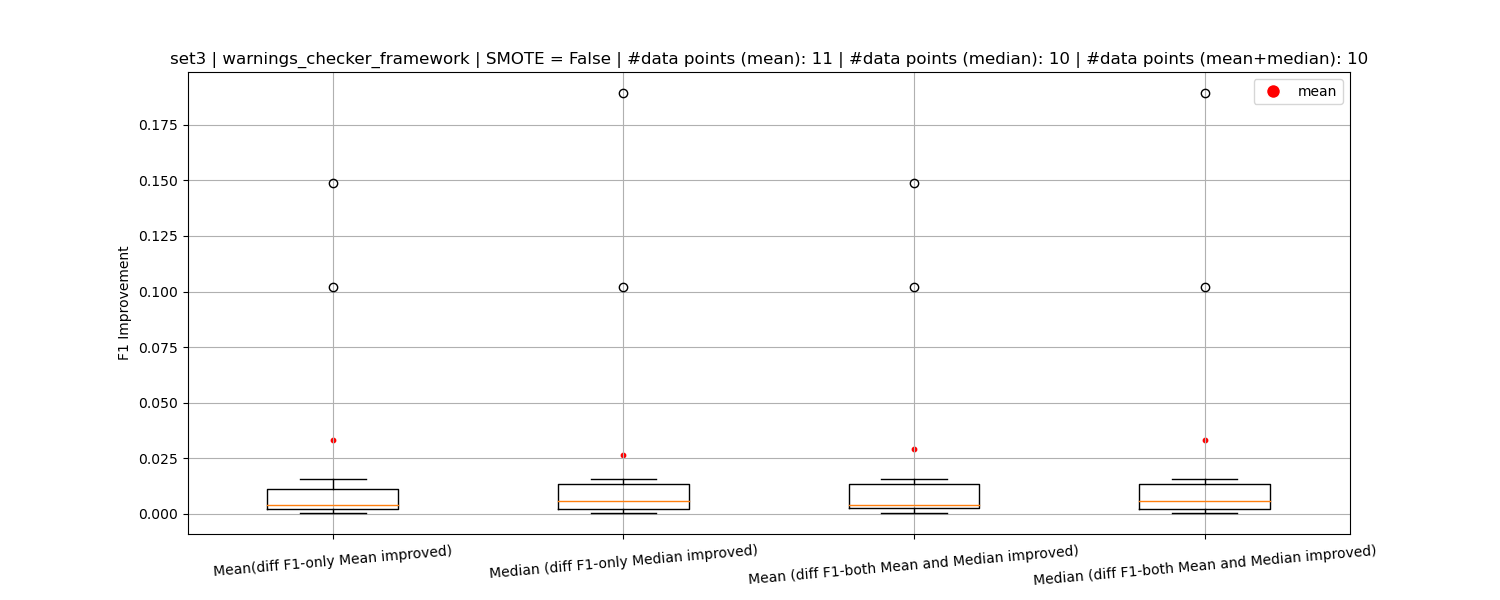 set3 | warnings_checker_framework | SMOTE = False | #data points (mean): 11 | #data points (median): 10 | #data points (mean+median): 10
mean
0.175
0.150
0.125
0.100
0.075
0.050
0.025
0.000
F1 Improvement
Mean(diff F1-only Mean improved)
Median (diff F1-only Median improved)
Mean (diff F1-both Mean and Median improved)
Median (diff F1-both Mean and Median improved)